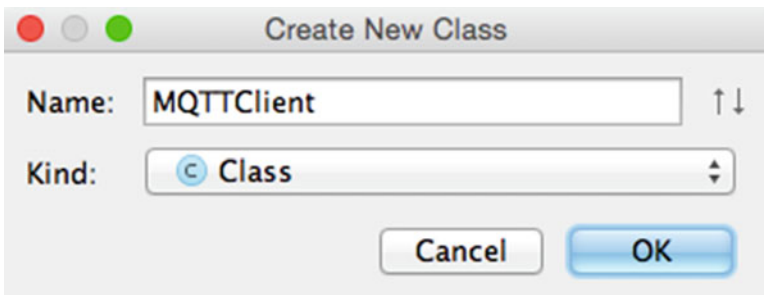 Create New Class
Name: MQTTClient
Kind: C Class
Cancel OK